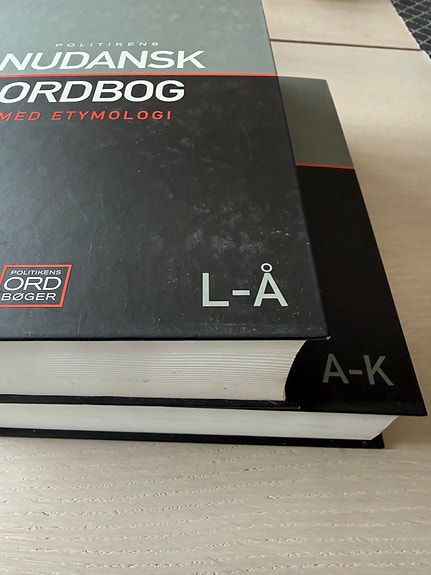 POLITIKENS
NUDANSK
ORDBOG
MED ETYMOLOGI
POLITIKENS
ORD
BØGER
L-Å
A-K